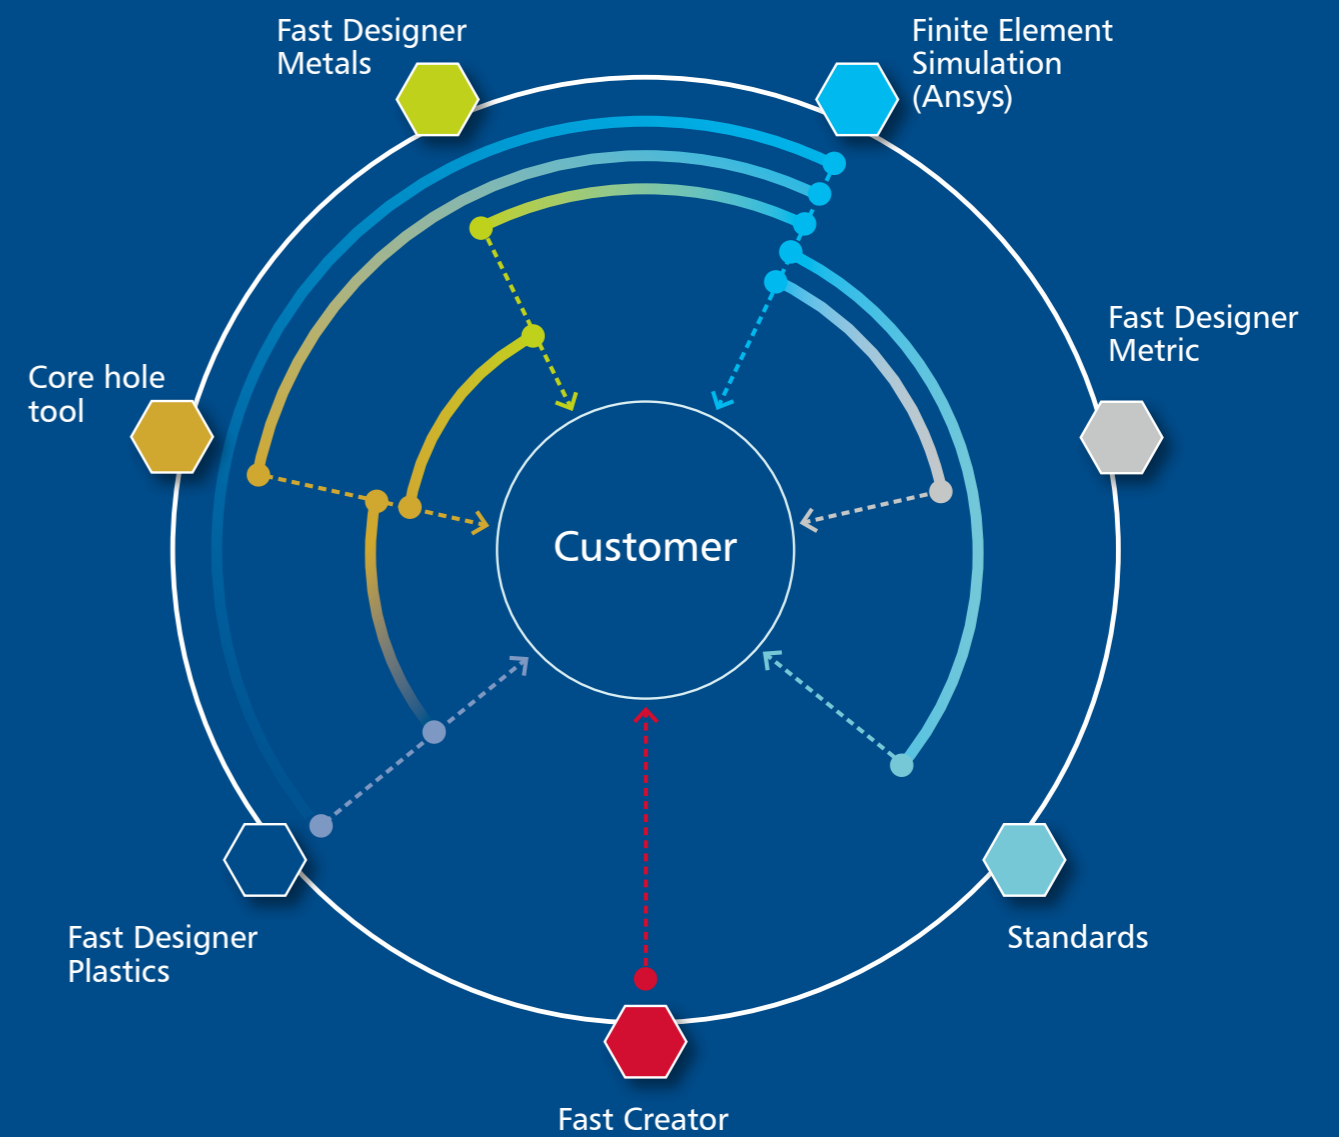 Fast Designer
Metals
Finite Element
Simulation
(Ansys)
Fast Designer
Metric
Core hole
tool
Customer
Fast Designer
Plastics
Standards
Fast Creator